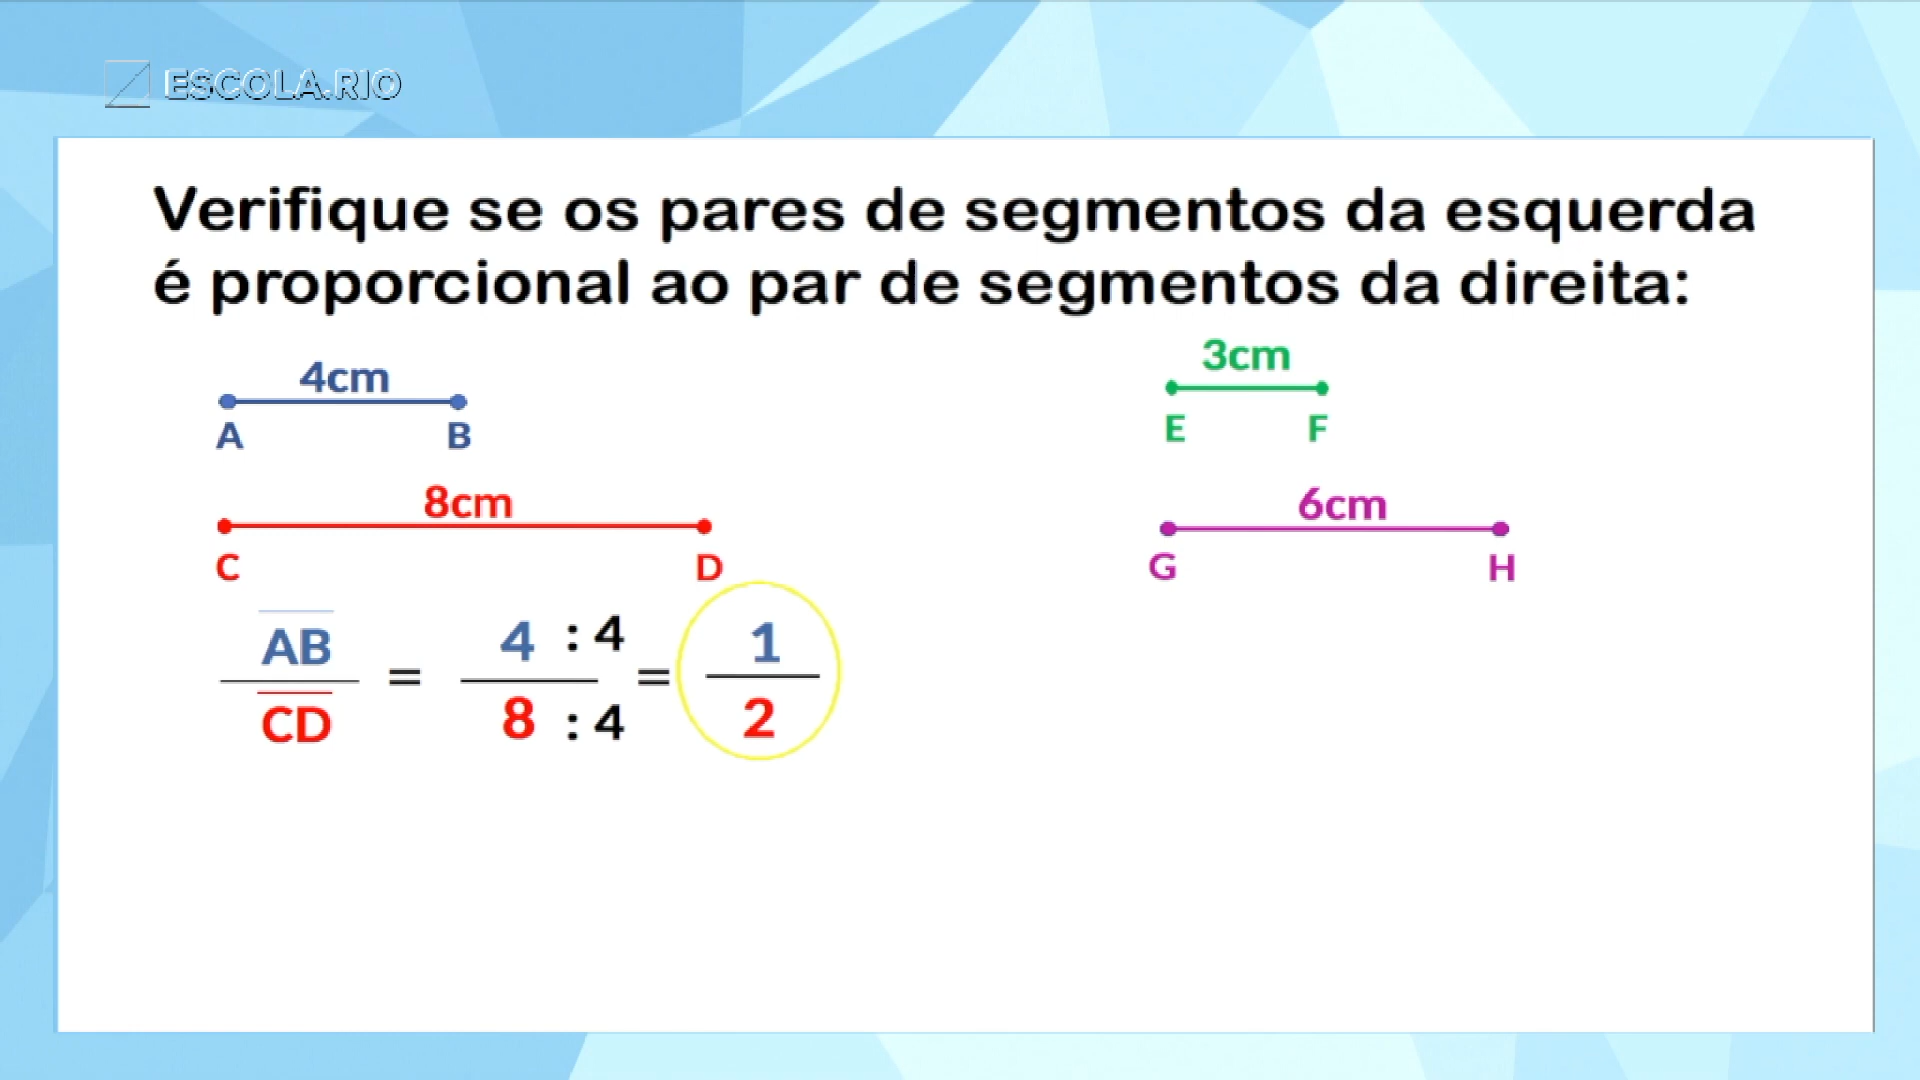 ESCOLA.RIO
Verifique se os pares de segmentos da esquerda
é proporcional ao par de segmentos da direita:
4cm
A B
8cm
C D
3cm
E F
6cm
G H
AB = 4 : 4 = 1
CD 8 : 4 2